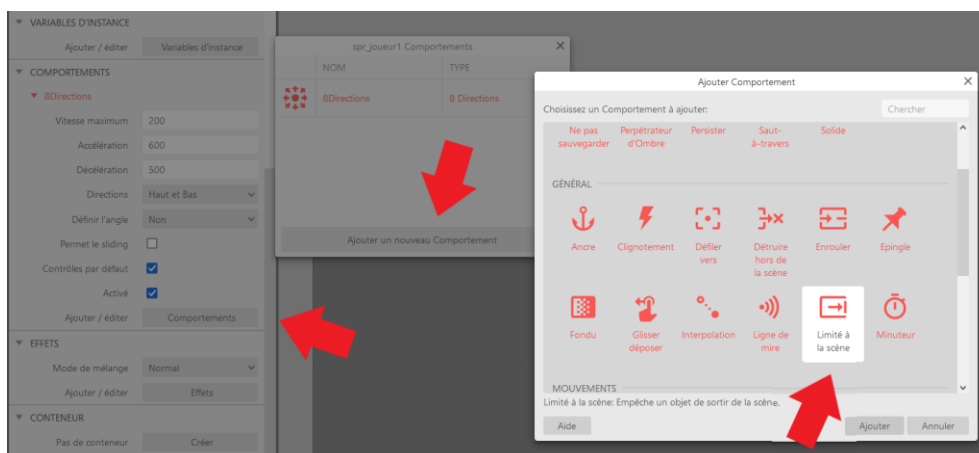 VARIABLES D'INSTANCE
Ajouter / éditer Variables d'instance
COMPORTEMENTS
8Directions
Vitesse maximum 200
Accélération 600
Décélération 500
Directions Haut et Bas
Définir l'angle Non
Permet le sliding
Contrôles par défaut
Activé
Ajouter / éditer Comportements
EFFETS
Mode de mélange Normal
Ajouter / éditer Effets
CONTENEUR
Pas de conteneur Créer
spr_joueur1 Comportements
NOM TYPE
8Directions 8 Directions
Ajouter un nouveau Comportement
Ajouter Comportement
Choisissez un Comportement à ajouter: Chercher
Ne pas Perpétrateur Persister Saut- Solide
sauvegarder d'Ombre à-travers
GÉNÉRAL
Ancre Clignotement Défiler Détruire Enrouler Epingle
vers hors de
la scène
Fondu Glisser Interpolation Ligne de Limité à Minuteur
déposer mire la scène
MOUVEMENTS
Limité à la scène: Empêche un objet de sortir de la scène.
Aide Ajouter Annuler